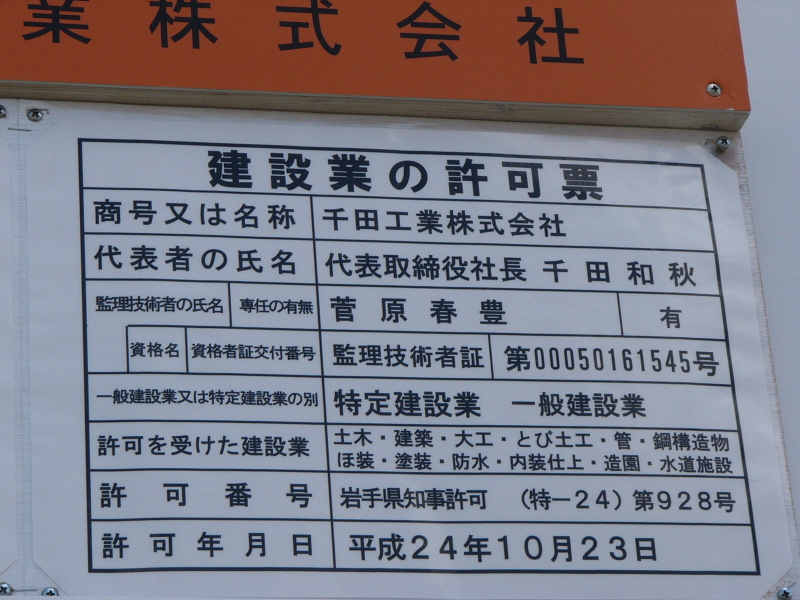 業株式会社
建設業の許可票
商号又は名称 千田工業株式会社
代表者の氏名 代表取締役社長 千田和秋
監理技術者の氏名 専任の有無 菅原春豊 有
資格名 資格者証交付番号 監理技術者証 第00050161545号
一般建設業又は特定建設業の別 特定建設業 一般建設業
許可を受けた建設業 土木・建築・大工・とび土工・管・鋼構造物
ほ装・塗装・防水・内装仕上・造園・水道施設
許可番号 岩手県知事許可 (特－24)第928号
許可年月日 平成24年10月23日